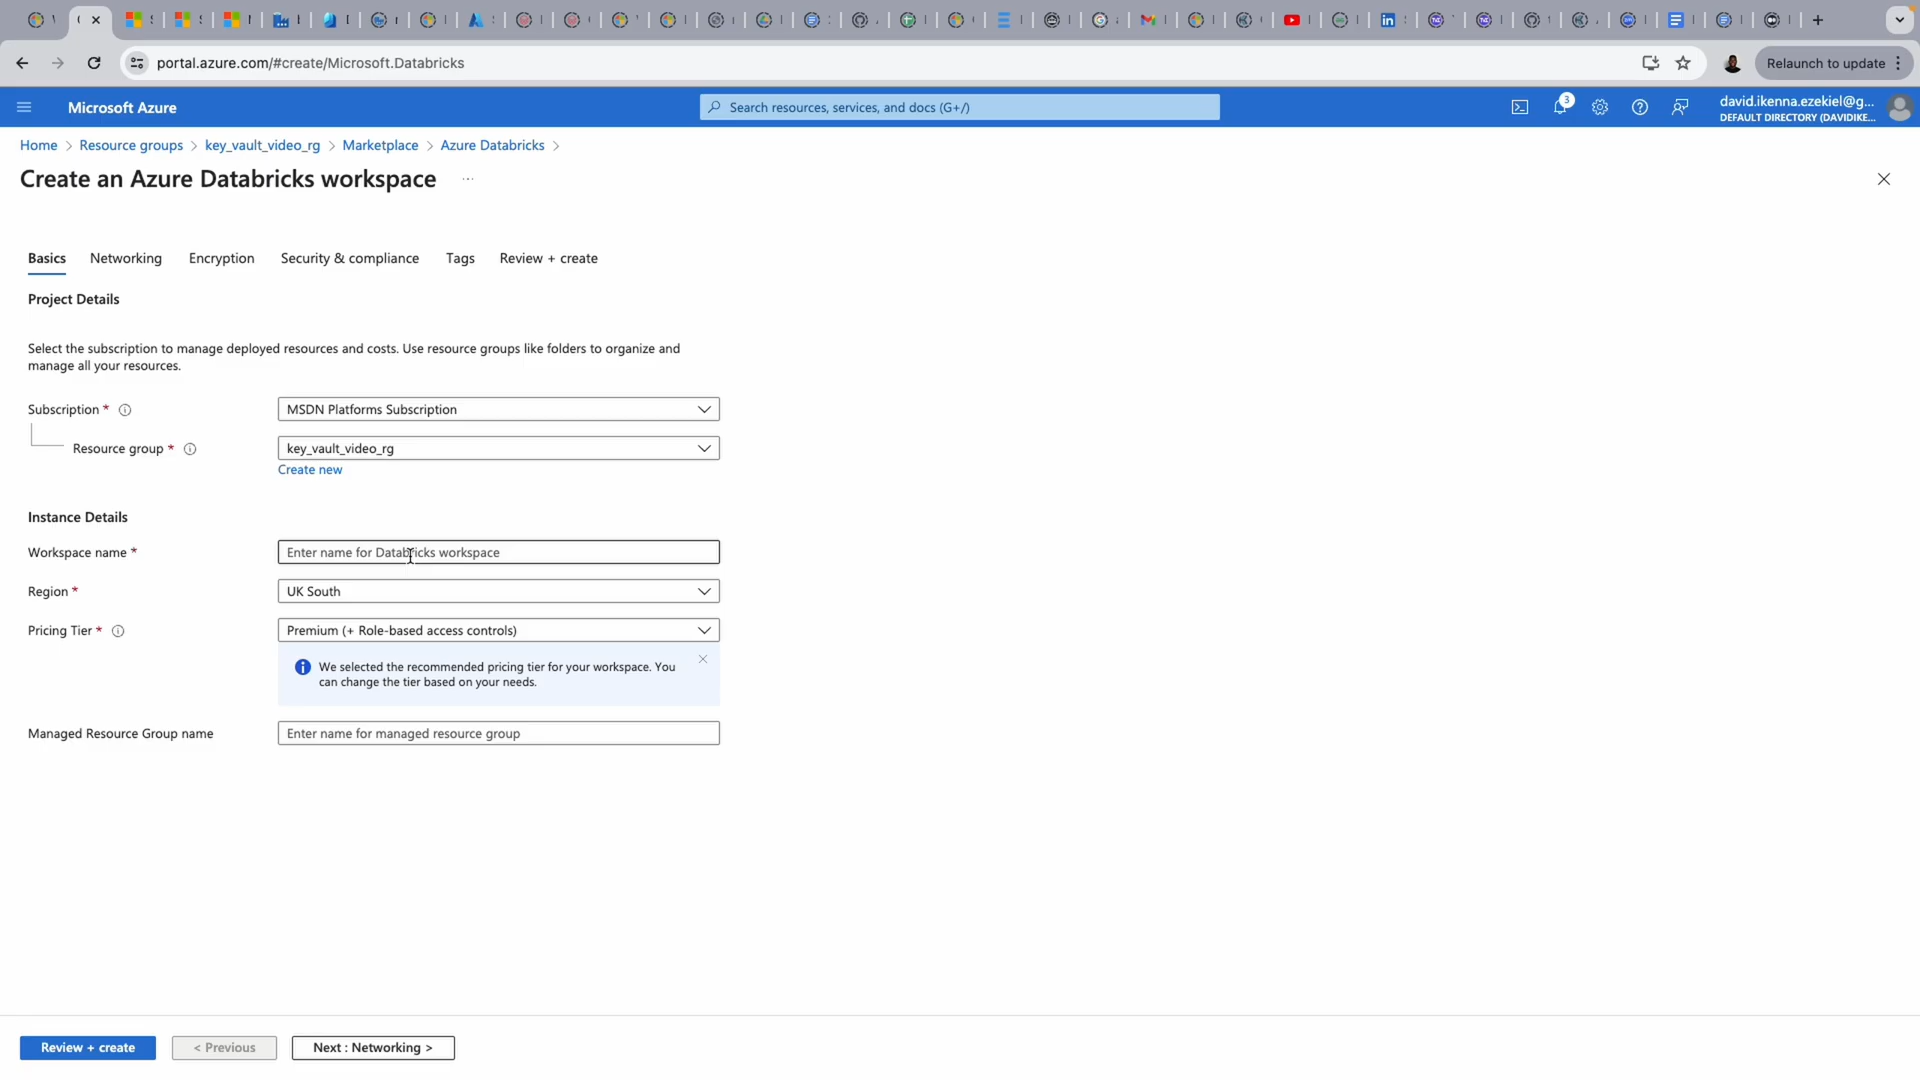 portal.azure.com/#create/Microsoft.Databricks
Relaunch to update
Microsoft Azure
Search resources, services, and docs (G+/)
3
david.ikenna.ezekiel@g...
DEFAULT DIRECTORY (DAVIDIKE...
Home > Resource groups > key_vault_video_rg > Marketplace > Azure Databricks >
Create an Azure Databricks workspace ...
Basics Networking Encryption Security & compliance Tags Review + create
Project Details
Select the subscription to manage deployed resources and costs. Use resource groups like folders to organize and
manage all your resources.
Subscription * MSDN Platforms Subscription
Resource group * key_vault_video_rg
Create new
Instance Details
Workspace name * Enter name for Databricks workspace
Region * UK South
Pricing Tier * Premium (+ Role-based access controls)
We selected the recommended pricing tier for your workspace. You
can change the tier based on your needs.
Managed Resource Group name Enter name for managed resource group
Review + create < Previous Next : Networking >